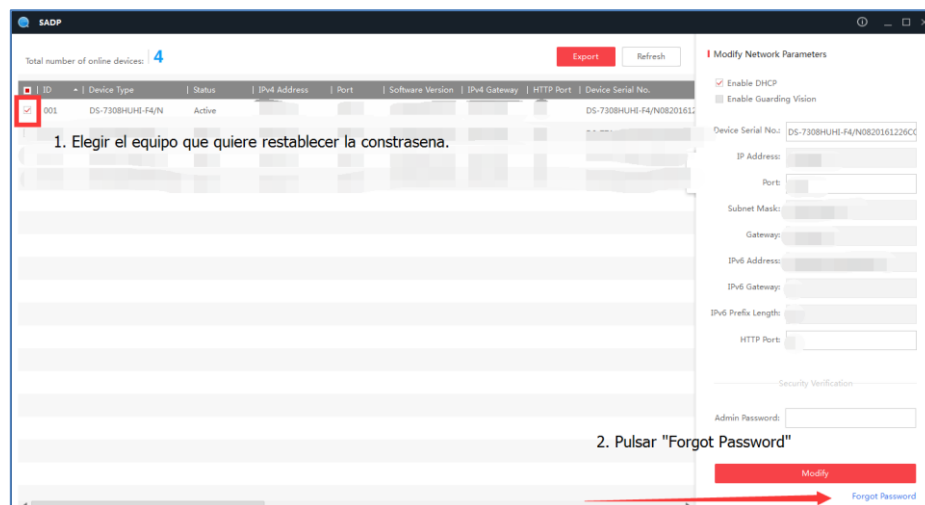 SADP
Total number of online devices: 4
Export
Refresh
ID
Device Type
Status
IPv4 Address
Port
Software Version
IPv4 Gateway
HTTP Port
Device Serial No.
001
DS-7308HUHI-F4/N
Active
DS-7308HUHI-F4/N08201612
1. Elegir el equipo que quiere restablecer la constrasena.
Modify Network Parameters
Enable DHCP
Enable Guarding Vision
Device Serial No.: DS-7308HUHI-F4/N0820161226CC
IP Address:
Port:
Subnet Mask:
Gateway:
IPv6 Address:
IPv6 Gateway:
IPv6 Prefix Length:
HTTP Port:
Security Verification
Admin Password:
2. Pulsar "Forgot Password"
Modify
Forgot Password